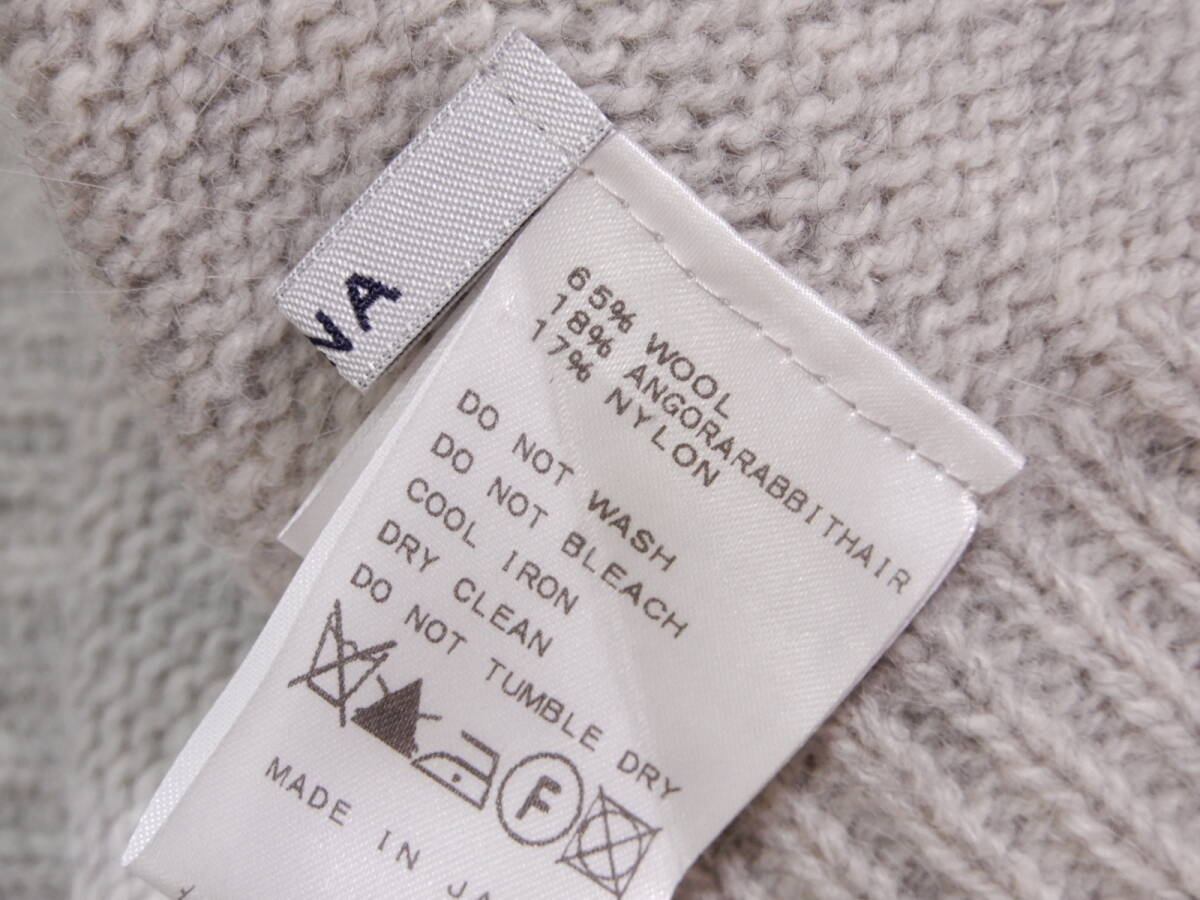 VA
65% WOOL
18% ANGORARABBITHAIR
17% NYLON
DO NOT WASH
DO NOT BLEACH
COOL IRON
DRY CLEAN
DO NOT TUMBLE DRY
F
MADE IN JA